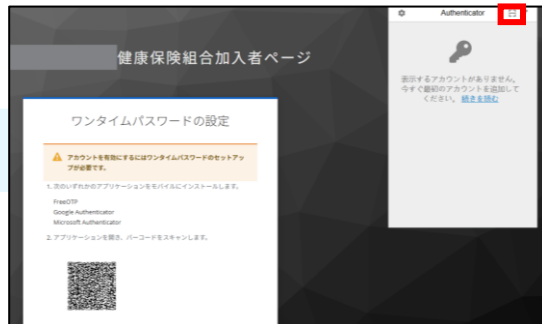 健康保険組合加入者ページ
ワンタイムパスワードの設定
アカウントを有効にするにはワンタイムパスワードのセットアッ
プが必要です。
1. 次のいずれかのアプリケーションをモバイルにインストールします。
FreeOTP
Google Authenticator
Microsoft Authenticator
2. アプリケーションを開き、バーコードをスキャンします。
Authenticator
表示するアカウントがありません。
今すぐ最初のアカウントを追加して
ください。 続きを読む